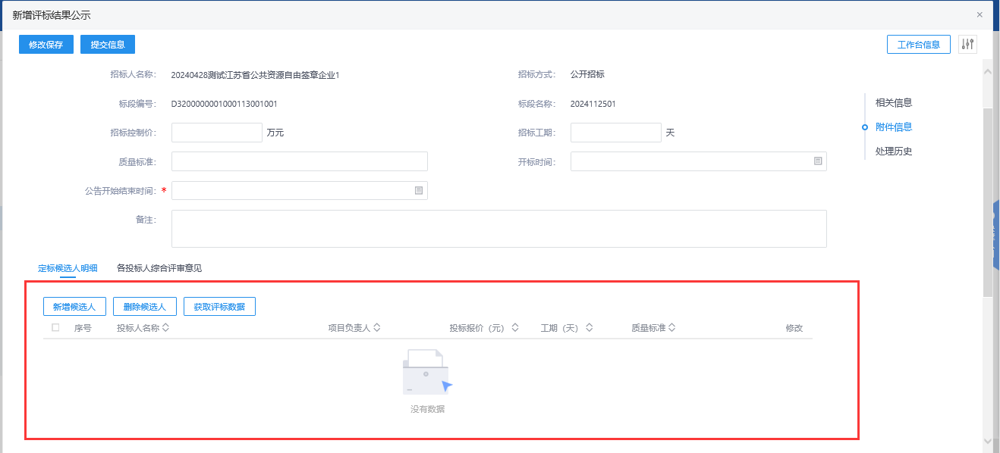 新增评标结果公示
修改保存 提交信息 工作台信息
招标人名称： 20240428测试江苏省公共资源自由签章企业1 招标方式： 公开招标
标段编号： D3200000001000113001001 标段名称： 2024112501
相关信息
招标控制价： 万元 招标工期： 天
附件信息
处理历史
质量标准： 开标时间：
公告开始结束时间： *
备注：
定标候选人明细 各投标人综合评审意见
新增候选人 删除候选人 获取评标数据
序号 投标人名称 项目负责人 投标报价（元） 工期（天） 质量标准 修改
没有数据